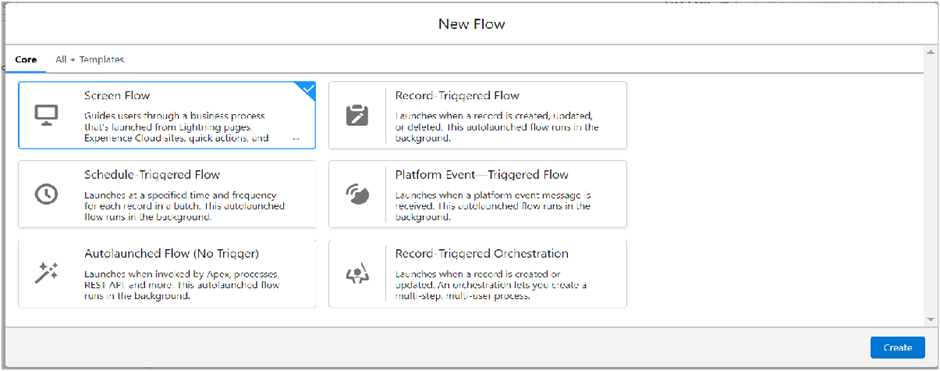 New Flow
Core
All + Templates
Screen Flow
Guides users through a business process
that's launched from Lightning pages,
Experience Cloud sites, quick actions, and ...
Record-Triggered Flow
Launches when a record is created, updated,
or deleted. This autolaunched flow runs in the
background.
Schedule-Triggered Flow
Launches at a specified time and frequency
for each record in a batch. This autolaunched
flow runs in the background.
Platform Event—Triggered Flow
Launches when a platform event message is
received. This autolaunched flow runs in the
background.
Autolaunched Flow (No Trigger)
Launches when invoked by Apex, processes,
REST API, and more. This autolaunched flow
runs in the background.
Record-Triggered Orchestration
Launches when a record is created or
updated. An orchestration lets you create a
multi-step, multi-user process.
Create